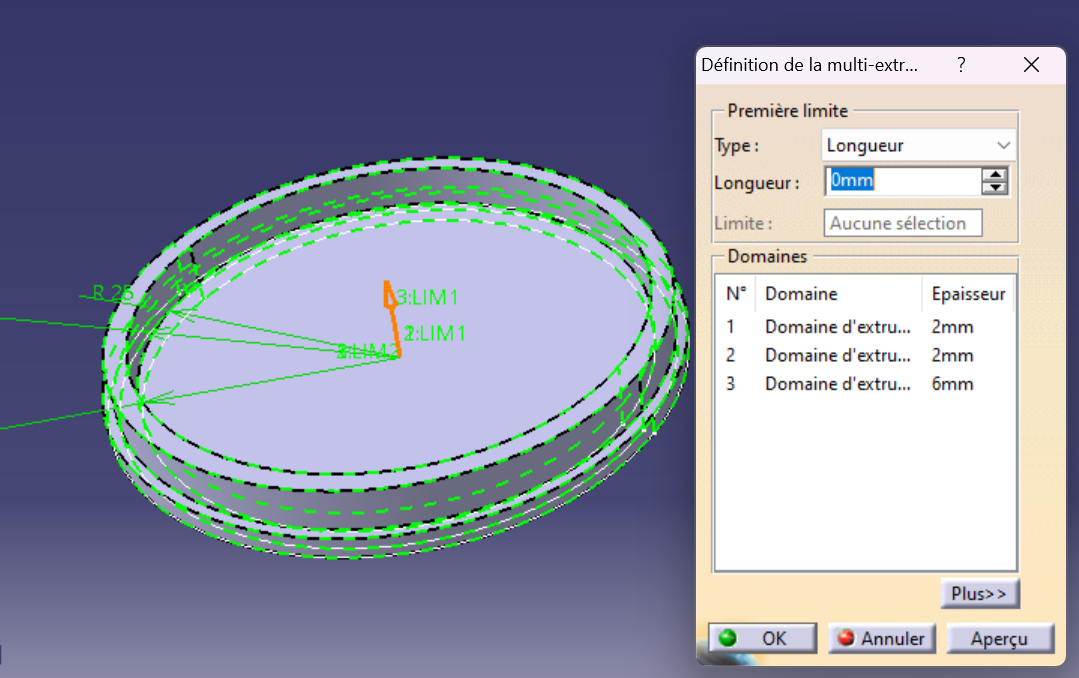 Définition de la multi-extr... ?
Première limite
Type : Longueur
Longueur : 0mm
Limite : Aucune sélection
Domaines
N° Domaine Epaisseur
1 Domaine d'extru... 2mm
2 Domaine d'extru... 2mm
3 Domaine d'extru... 6mm
Plus>>
OK Annuler Aperçu
R 25
3:LIM1
2:LIM1